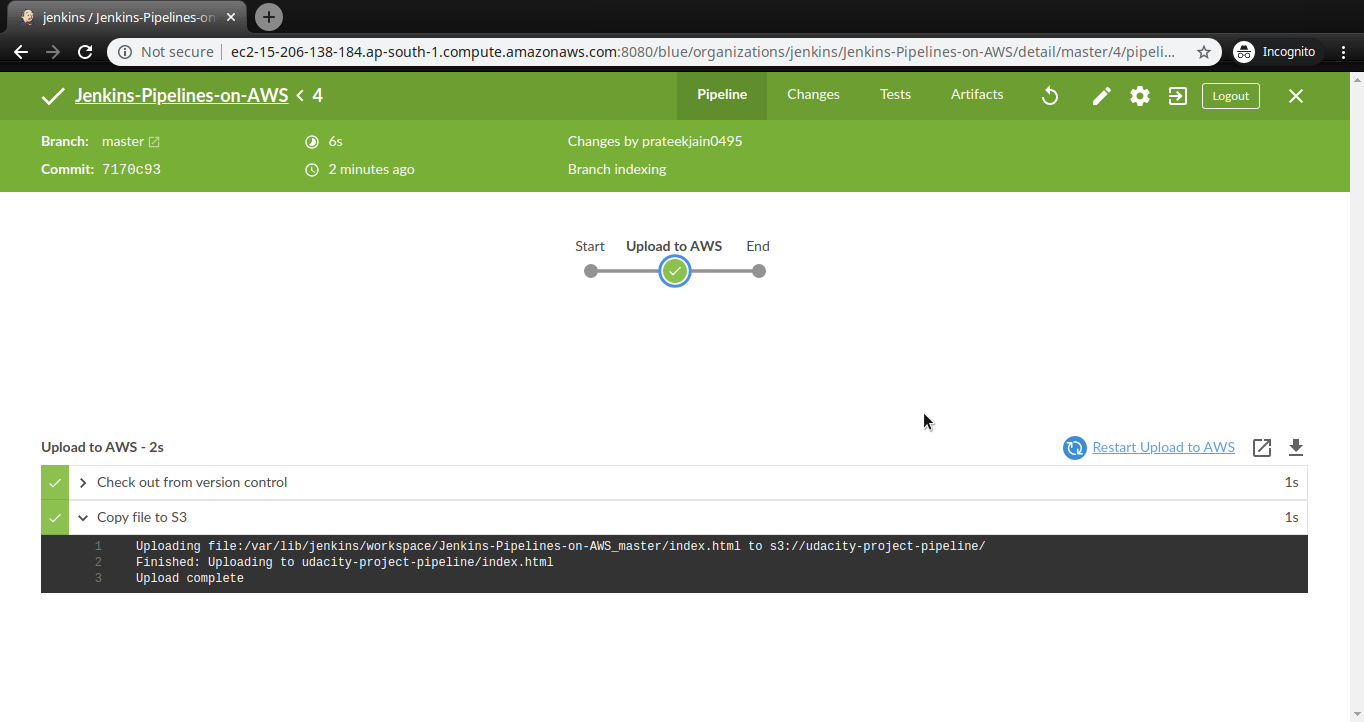 jenkins / Jenkins-Pipelines-on
Not secure ec2-15-206-138-184.ap-south-1.compute.amazonaws.com:8080/blue/organizations/jenkins/Jenkins-Pipelines-on-AWS/detail/master/4/pipeli... Incognito
Jenkins-Pipelines-on-AWS < 4 Pipeline Changes Tests Artifacts Logout
Branch: master 6s Changes by prateekjain0495
Commit: 7170c93 2 minutes ago Branch indexing
Start Upload to AWS End
Upload to AWS - 2s Restart Upload to AWS
Check out from version control 1s
Copy file to S3 1s
1 Uploading file:/var/lib/jenkins/workspace/Jenkins-Pipelines-on-AWS_master/index.html to s3://udacity-project-pipeline/
2 Finished: Uploading to udacity-project-pipeline/index.html
3 Upload complete